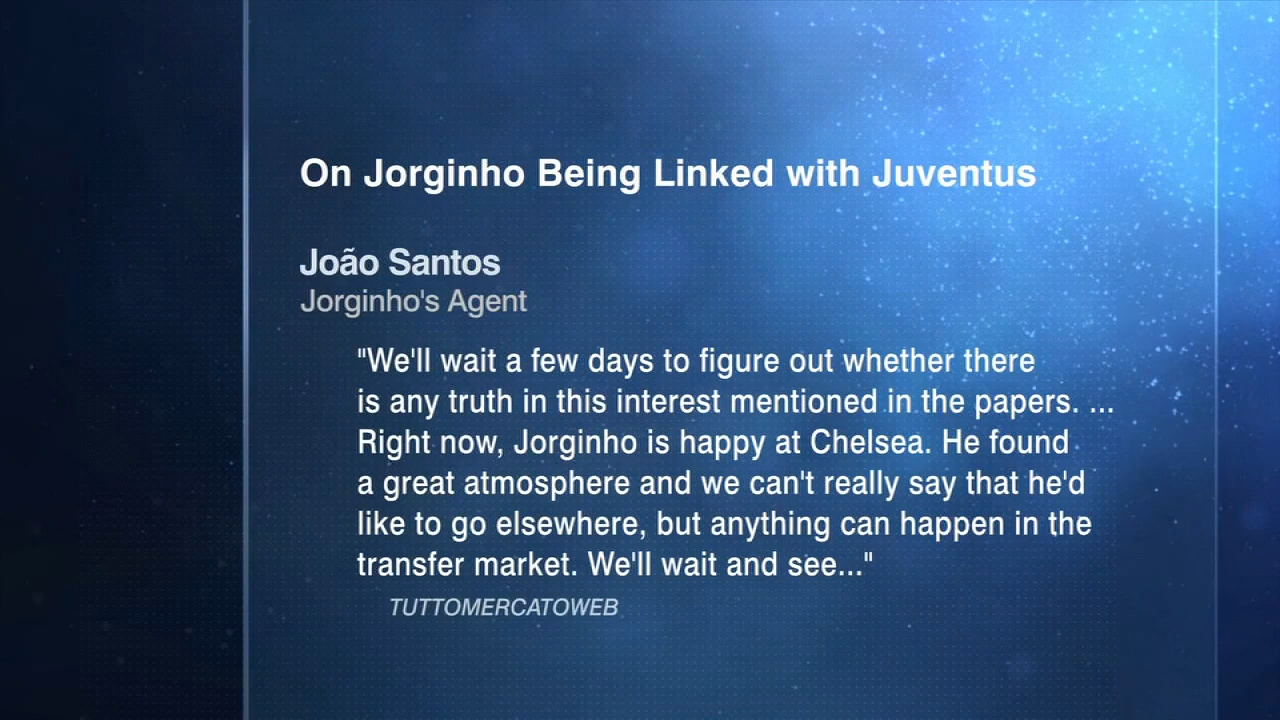 On Jorginho Being Linked with Juventus
João Santos
Jorginho's Agent
"We'll wait a few days to figure out whether there
is any truth in this interest mentioned in the papers. ...
Right now, Jorginho is happy at Chelsea. He found
a great atmosphere and we can't really say that he'd
like to go elsewhere, but anything can happen in the
transfer market. We'll wait and see..."
TUTTOMERCATOWEB